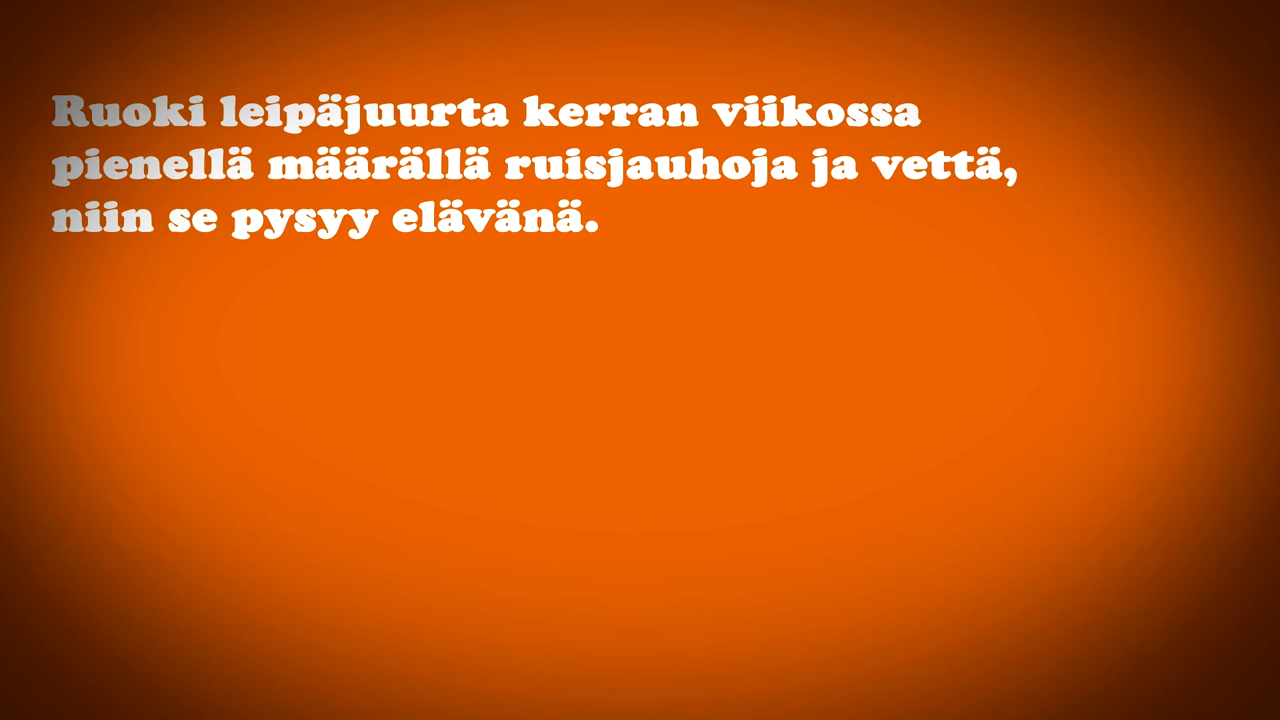 Ruoki leipäjuurta kerran viikossa
pienellä määrällä ruisjauhoja ja vettä,
niin se pysyy elävänä.